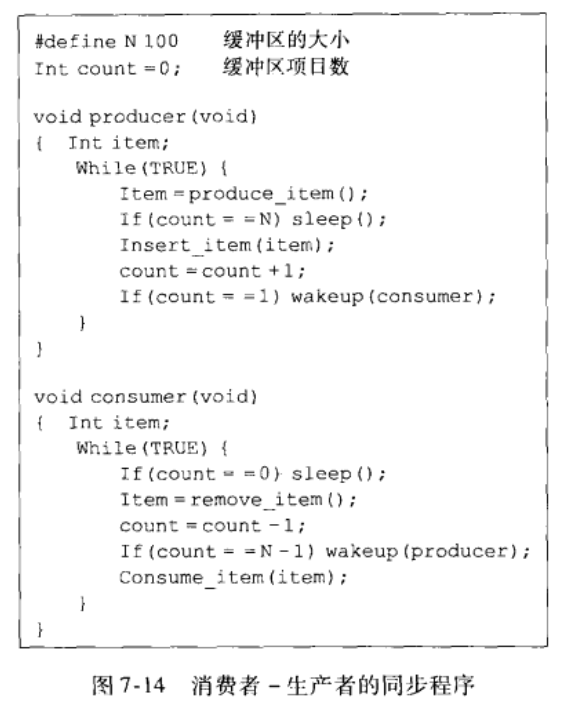 #define N 100 缓冲区的大小
Int count =0; 缓冲区项目数
void producer(void)
{ Int item;
While(TRUE) {
Item=produce_item();
If(count = =N) sleep();
Insert_item(item);
count=count +1;
If(count = =1) wakeup(consumer);
}
}
void consumer(void)
{ Int item;
While(TRUE) {
If(count = =0) sleep();
Item=remove_item();
count=count -1;
If(count = =N-1) wakeup(producer);
Consume_item(item);
}
}
图7-14 消费者-生产者的同步程序